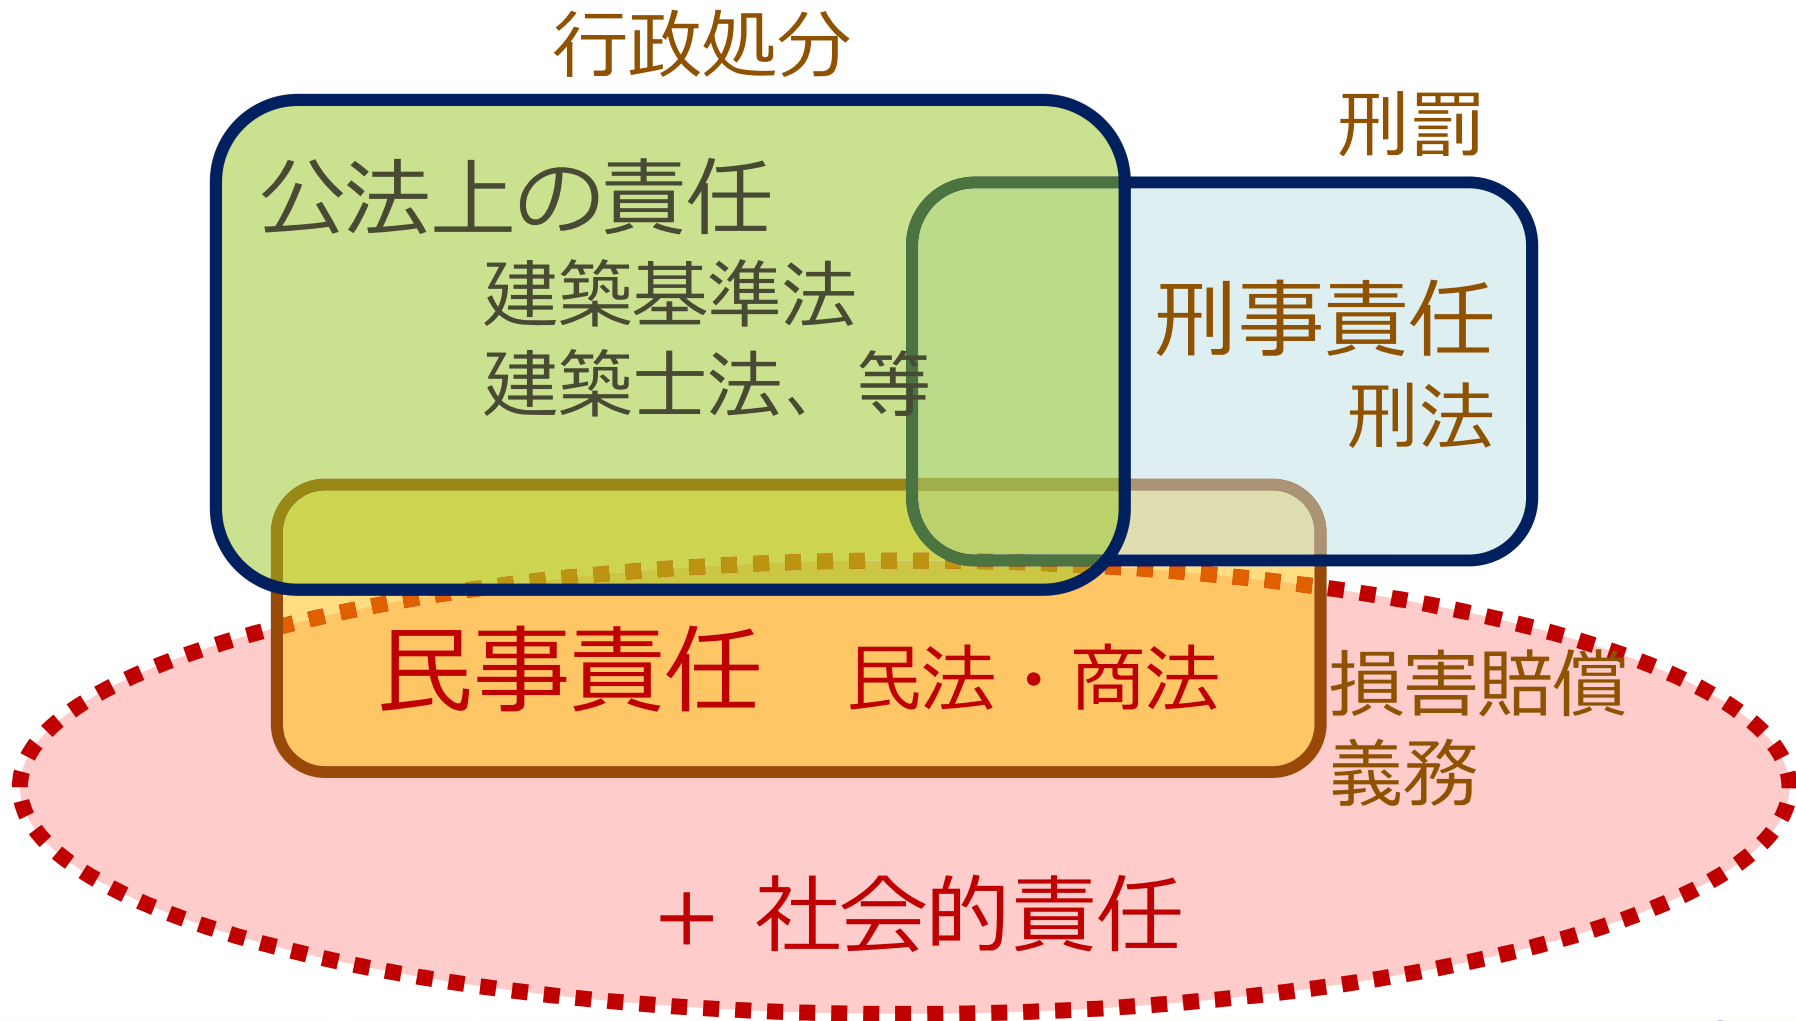 行政処分
刑罰
公法上の責任
建築基準法
建築士法、等
刑事責任
刑法
民事責任 民法・商法
損害賠償
義務
+ 社会的責任